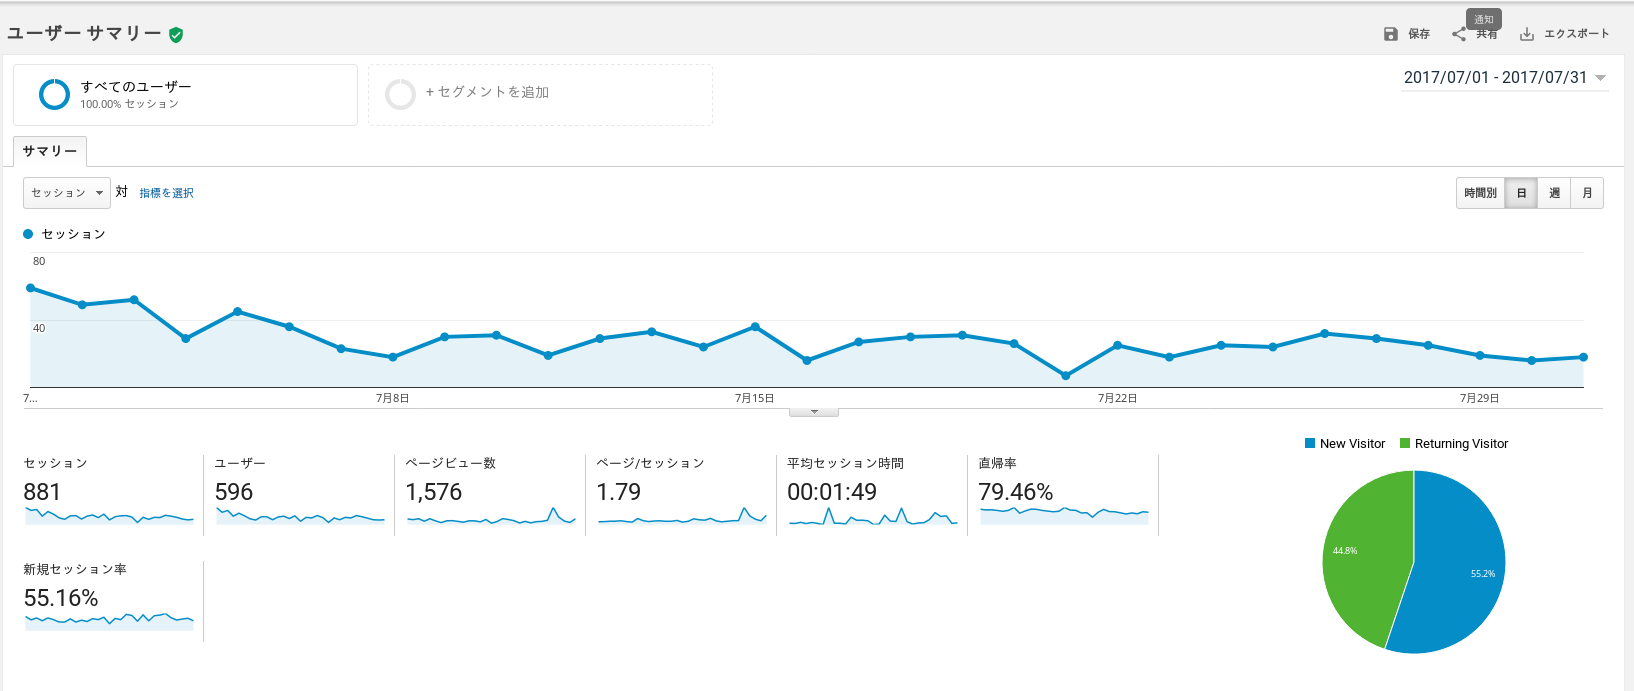 ユーザー サマリー
通知
保存
共有
エクスポート
すべてのユーザー
100.00% セッション
+ セグメントを追加
2017/07/01 - 2017/07/31
サマリー
セッション
対
指標を選択
時間別
日
週
月
セッション
80
40
7...
7月8日
7月15日
7月22日
7月29日
New Visitor
Returning Visitor
セッション
881
ユーザー
596
ページビュー数
1,576
ページ/セッション
1.79
平均セッション時間
00:01:49
直帰率
79.46%
44.8%
55.2%
新規セッション率
55.16%